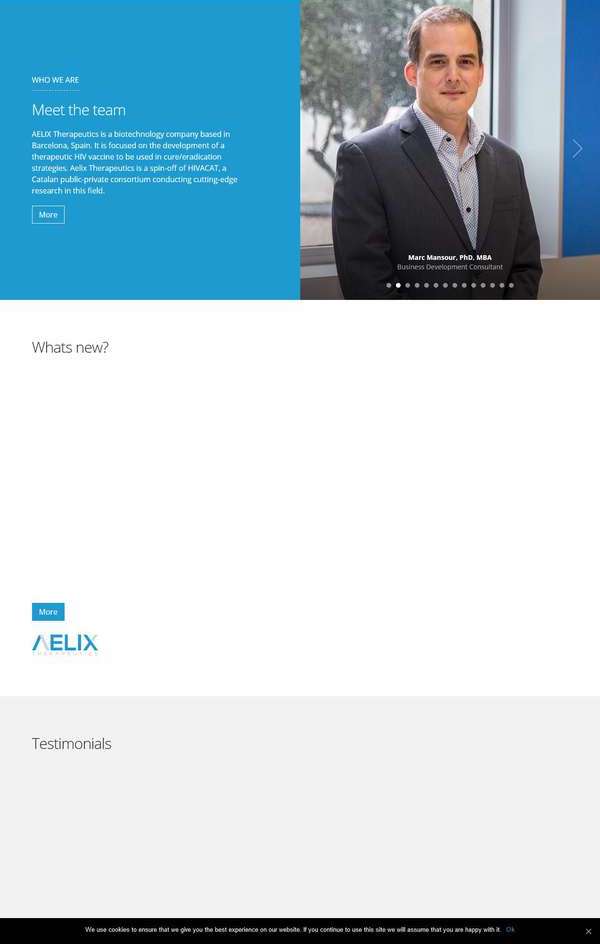 WHO WE ARE
Meet the team
AELIX Therapeutics is a biotechnology company based in
Barcelona, Spain. It is focused on the development of a
therapeutic HIV vaccine to be used in cure/eradication
strategies. Aelix Therapeutics is a spin-off of HIVACAT, a
Catalan public-private consortium conducting cutting-edge
research in this field.
More
Marc Mansour, PhD, MBA
Business Development Consultant
Whats new?
More
AELIX
THERAPEUTICS
Testimonials
We use cookies to ensure that we give you the best experience on our website. If you continue to use this site we will assume that you are happy with it. Ok